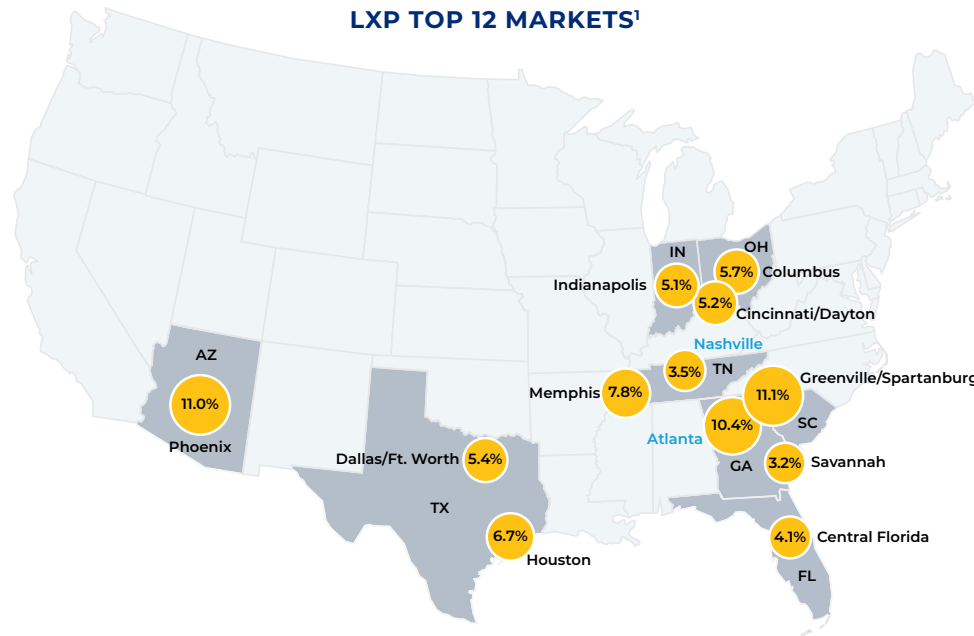 LXP TOP 12 MARKETS¹
IN
OH
5.7%
Columbus
Indianapolis
5.1%
5.2%
Cincinnati/Dayton
Nashville
AZ
3.5%
TN
Greenville/Spartanburg
11.0%
Memphis
7.8%
11.1%
10.4%
SC
Phoenix
Atlanta
Dallas/Ft. Worth
5.4%
GA
3.2%
Savannah
TX
6.7%
Houston
4.1%
Central Florida
FL